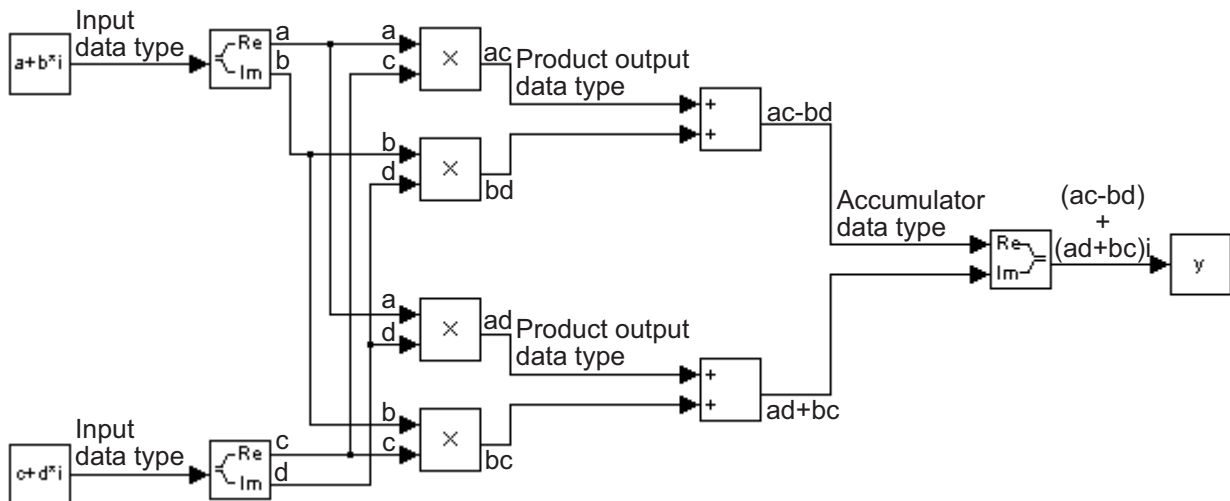 Input
data type
a+b*i
Re
Im
a
b
a
c
×
ac
Product output
data type
+
+
ac-bd
b
d
×
bd
Accumulator
data type
(ac-bd)
+
(ad+bc)i
Re
Im
y
a
d
×
ad
Product output
data type
+
+
ad+bc
b
c
×
bc
Input
data type
c+d*i
Re
Im
c
d